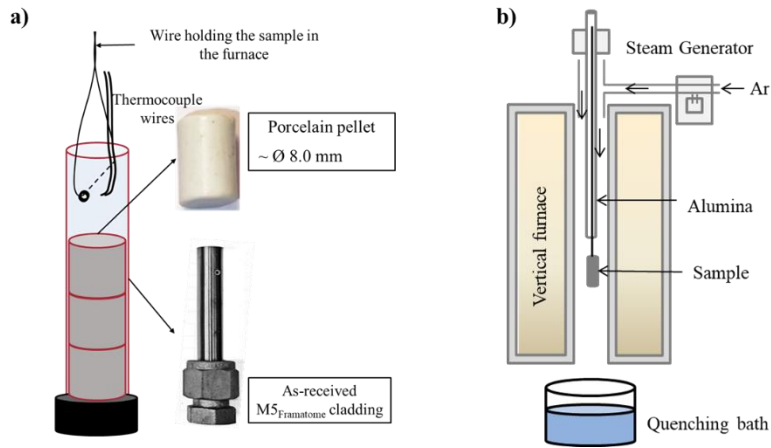 a)
Wire holding the sample in
the furnace
Thermocouple
wires
Porcelain pellet
~ Ø 8.0 mm
As-received
M5Framatome cladding
b)
Steam Generator
Ar
Vertical furnace
Alumina
Sample
Quenching bath